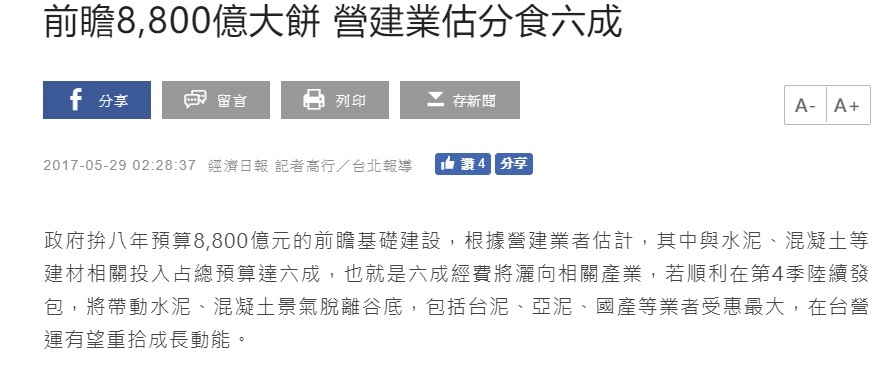 前瞻8,800億大餅 營建業估分食六成
分享 留言 列印 存新聞 A- A+
2017-05-29 02:28:37 經濟日報 記者高行╱台北報導 讚 4 分享
政府拚八年預算8,800億元的前瞻基礎建設，根據營建業者估計，其中與水泥、混凝土等
建材相關投入占總預算達六成，也就是六成經費將灑向相關產業，若順利在第4季陸續發
包，將帶動水泥、混凝土景氣脫離谷底，包括台泥、亞泥、國產等業者受惠最大，在台營
運有望重拾成長動能。